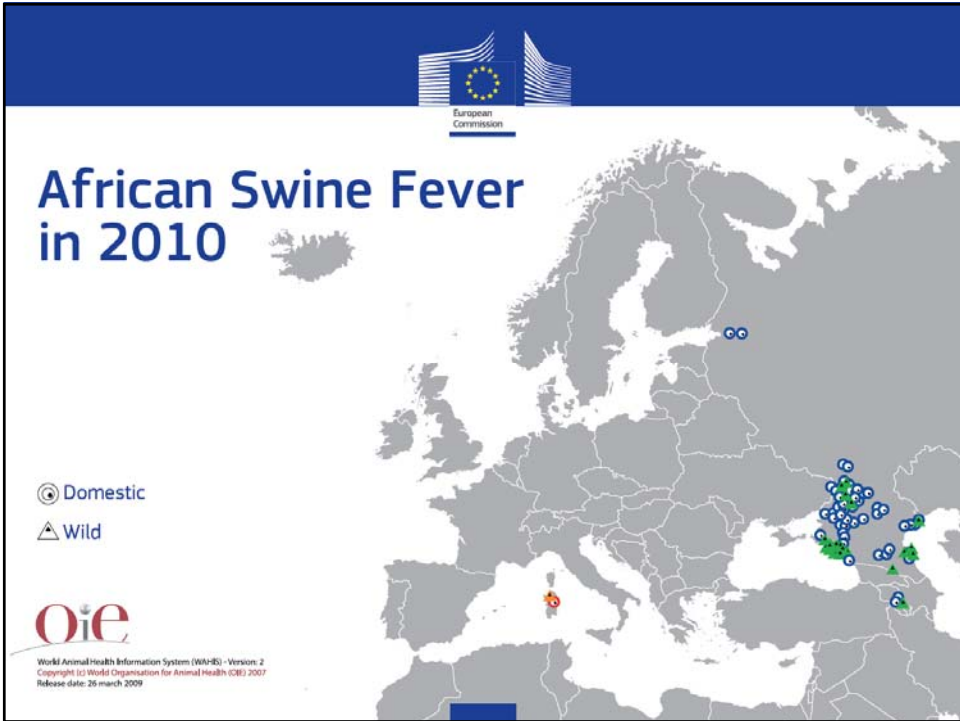 European
Commission
African Swine Fever
in 2010
Domestic
Wild
OiE
World Animal Health Information System (WAHIS) - Version: 2
Copyright (c) World Organisation for Animal Health (OIE) 2007
Release date: 26 march 2009